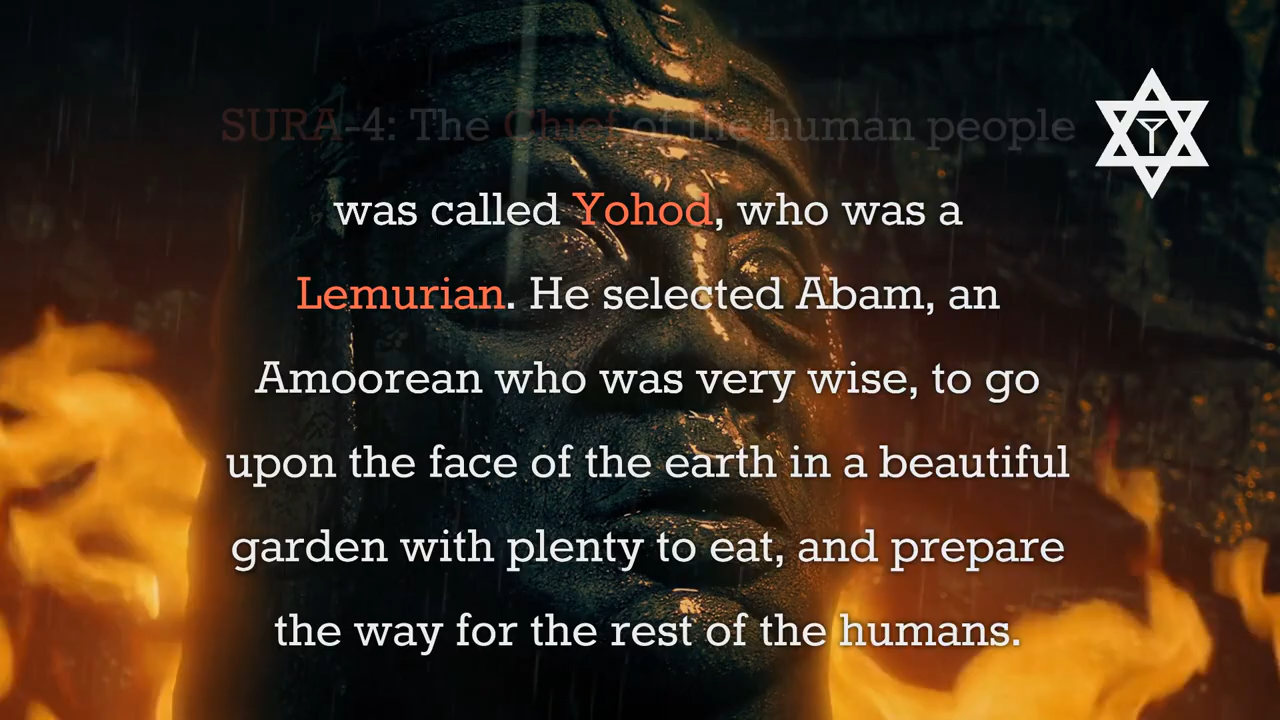 SURA-4: The Chief of the human people
was called Yohod, who was a
Lemurian. He selected Abam, an
Amoorean who was very wise, to go
upon the face of the earth in a beautiful
garden with plenty to eat, and prepare
the way for the rest of the humans.